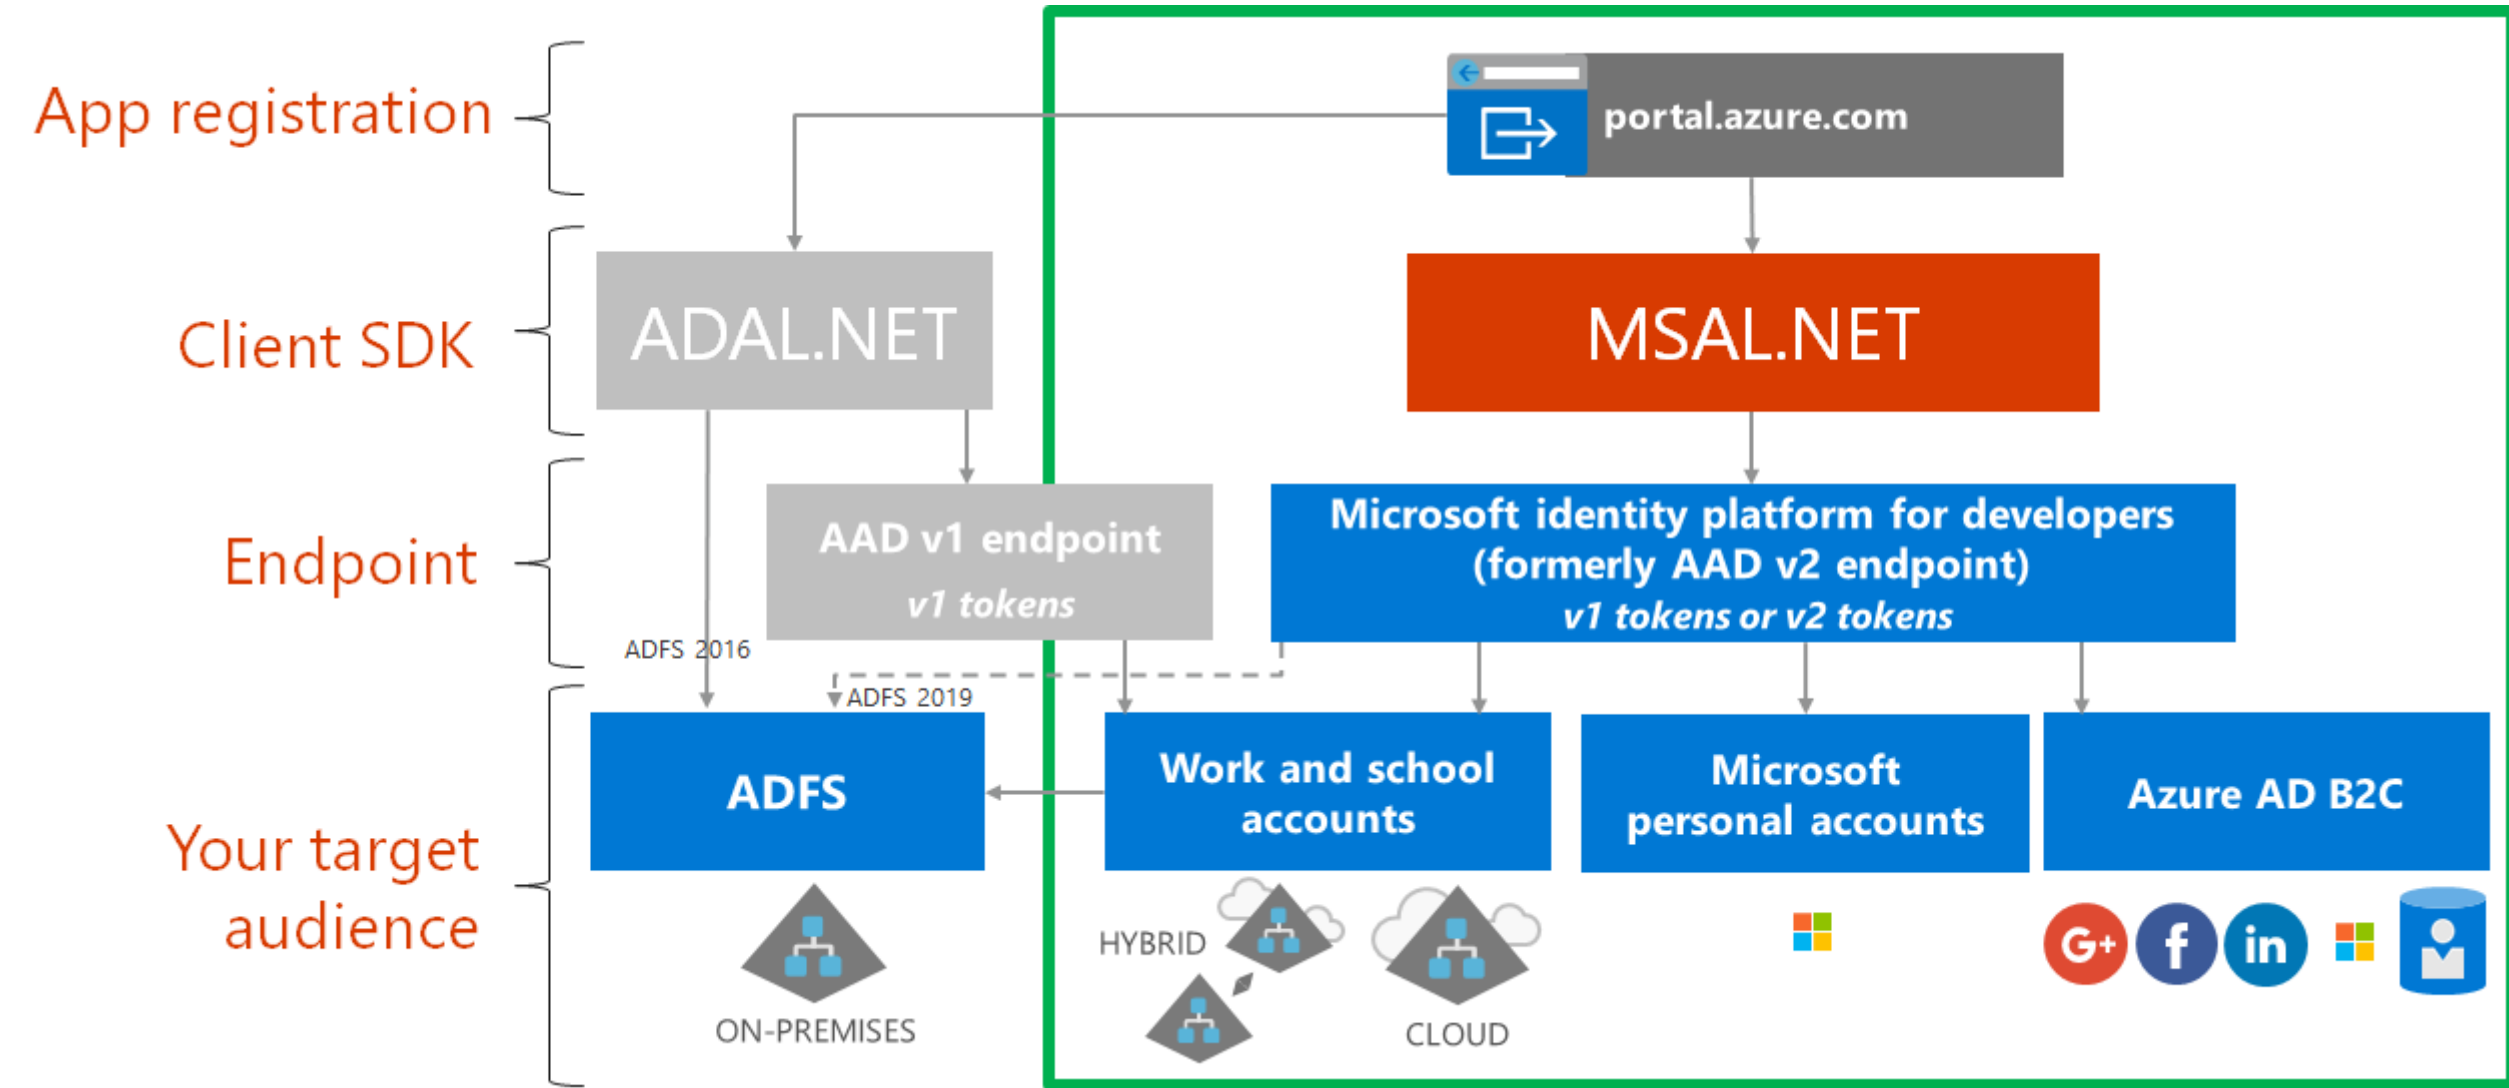 App registration
portal.azure.com
Client SDK
ADAL.NET
MSAL.NET
Endpoint
AAD v1 endpoint
v1 tokens
Microsoft identity platform for developers
(formerly AAD v2 endpoint)
v1 tokens or v2 tokens
ADFS 2016
ADFS 2019
Your target
audience
ADFS
Work and school
accounts
Microsoft
personal accounts
Azure AD B2C
HYBRID
ON-PREMISES
CLOUD
G+
f
in